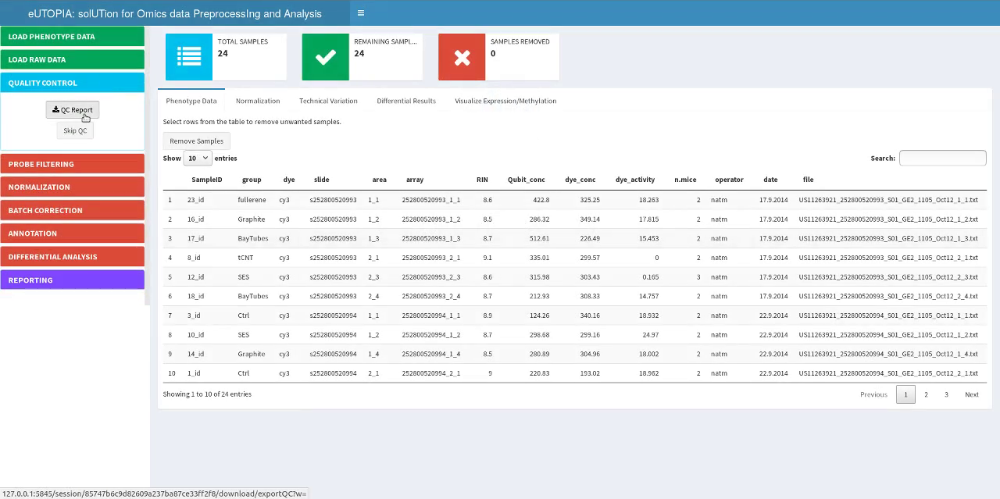 eUTOPIA: solUTion for Omics data PreprocessIng and Analysis
LOAD PHENOTYPE DATA
LOAD RAW DATA
QUALITY CONTROL
QC Report
Skip QC
PROBE FILTERING
NORMALIZATION
BATCH CORRECTION
ANNOTATION
DIFFERENTIAL ANALYSIS
REPORTING
TOTAL SAMPLES
24
REMAINING SAMPL...
24
SAMPLES REMOVED
0
Phenotype Data Normalization Technical Variation Differential Results Visualize Expression/Methylation
Select rows from the table to remove unwanted samples.
Remove Samples
Show 10 entries Search:
SampleID group dye slide area array RIN Qubit_conc dye_conc dye_activity n.mice operator date file
1 23_id fullerene cy3 s252800520993 1_1 252800520993_1_1 8.6 422.8 325.25 18.263 2 natm 17.9.2014 US11263921_252800520993_S01_GE2_1105_Oct12_1_1.txt
2 16_id Graphite cy3 s252800520993 1_2 252800520993_1_2 8.5 286.32 349.14 17.815 2 natm 17.9.2014 US11263921_252800520993_S01_GE2_1105_Oct12_1_2.txt
3 17_id BayTubes cy3 s252800520993 1_3 252800520993_1_3 8.7 512.61 226.49 15.453 2 natm 17.9.2014 US11263921_252800520993_S01_GE2_1105_Oct12_1_3.txt
4 8_id tCNT cy3 s252800520993 2_1 252800520993_2_1 9.1 335.01 299.57 0 2 natm 17.9.2014 US11263921_252800520993_S01_GE2_1105_Oct12_2_1.txt
5 12_id SES cy3 s252800520993 2_3 252800520993_2_3 8.6 315.98 303.43 0.165 3 natm 17.9.2014 US11263921_252800520993_S01_GE2_1105_Oct12_2_3.txt
6 18_id BayTubes cy3 s252800520993 2_4 252800520993_2_4 8.7 212.93 308.33 14.757 2 natm 17.9.2014 US11263921_252800520993_S01_GE2_1105_Oct12_2_4.txt
7 3_id Ctrl cy3 s252800520994 1_1 252800520994_1_1 8.9 124.26 340.16 18.932 2 natm 22.9.2014 US11263921_252800520994_S01_GE2_1105_Oct12_1_1.txt
8 10_id SES cy3 s252800520994 1_2 252800520994_1_2 8.7 298.68 299.16 24.97 2 natm 22.9.2014 US11263921_252800520994_S01_GE2_1105_Oct12_1_2.txt
9 14_id Graphite cy3 s252800520994 1_4 252800520994_1_4 8.5 280.89 304.96 18.002 2 natm 22.9.2014 US11263921_252800520994_S01_GE2_1105_Oct12_1_4.txt
10 1_id Ctrl cy3 s252800520994 2_1 252800520994_2_1 9 220.83 193.02 18.962 2 natm 22.9.2014 US11263921_252800520994_S01_GE2_1105_Oct12_2_1.txt
Showing 1 to 10 of 24 entries Previous 1 2 3 Next
127.0.0.1:5845/session/85747b6c9d82609a237ba87ce33ff2f8/download/exportQC?w=